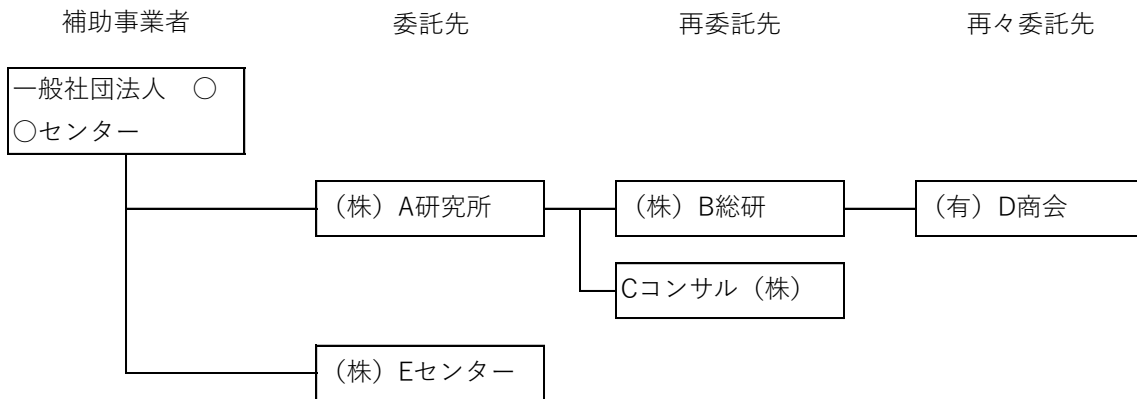 補助事業者 委託先 再委託先 再々委託先
一般社団法人　〇
〇センター
（株）A研究所 （株）B総研 （有）D商会
Cコンサル（株）
（株）Eセンター